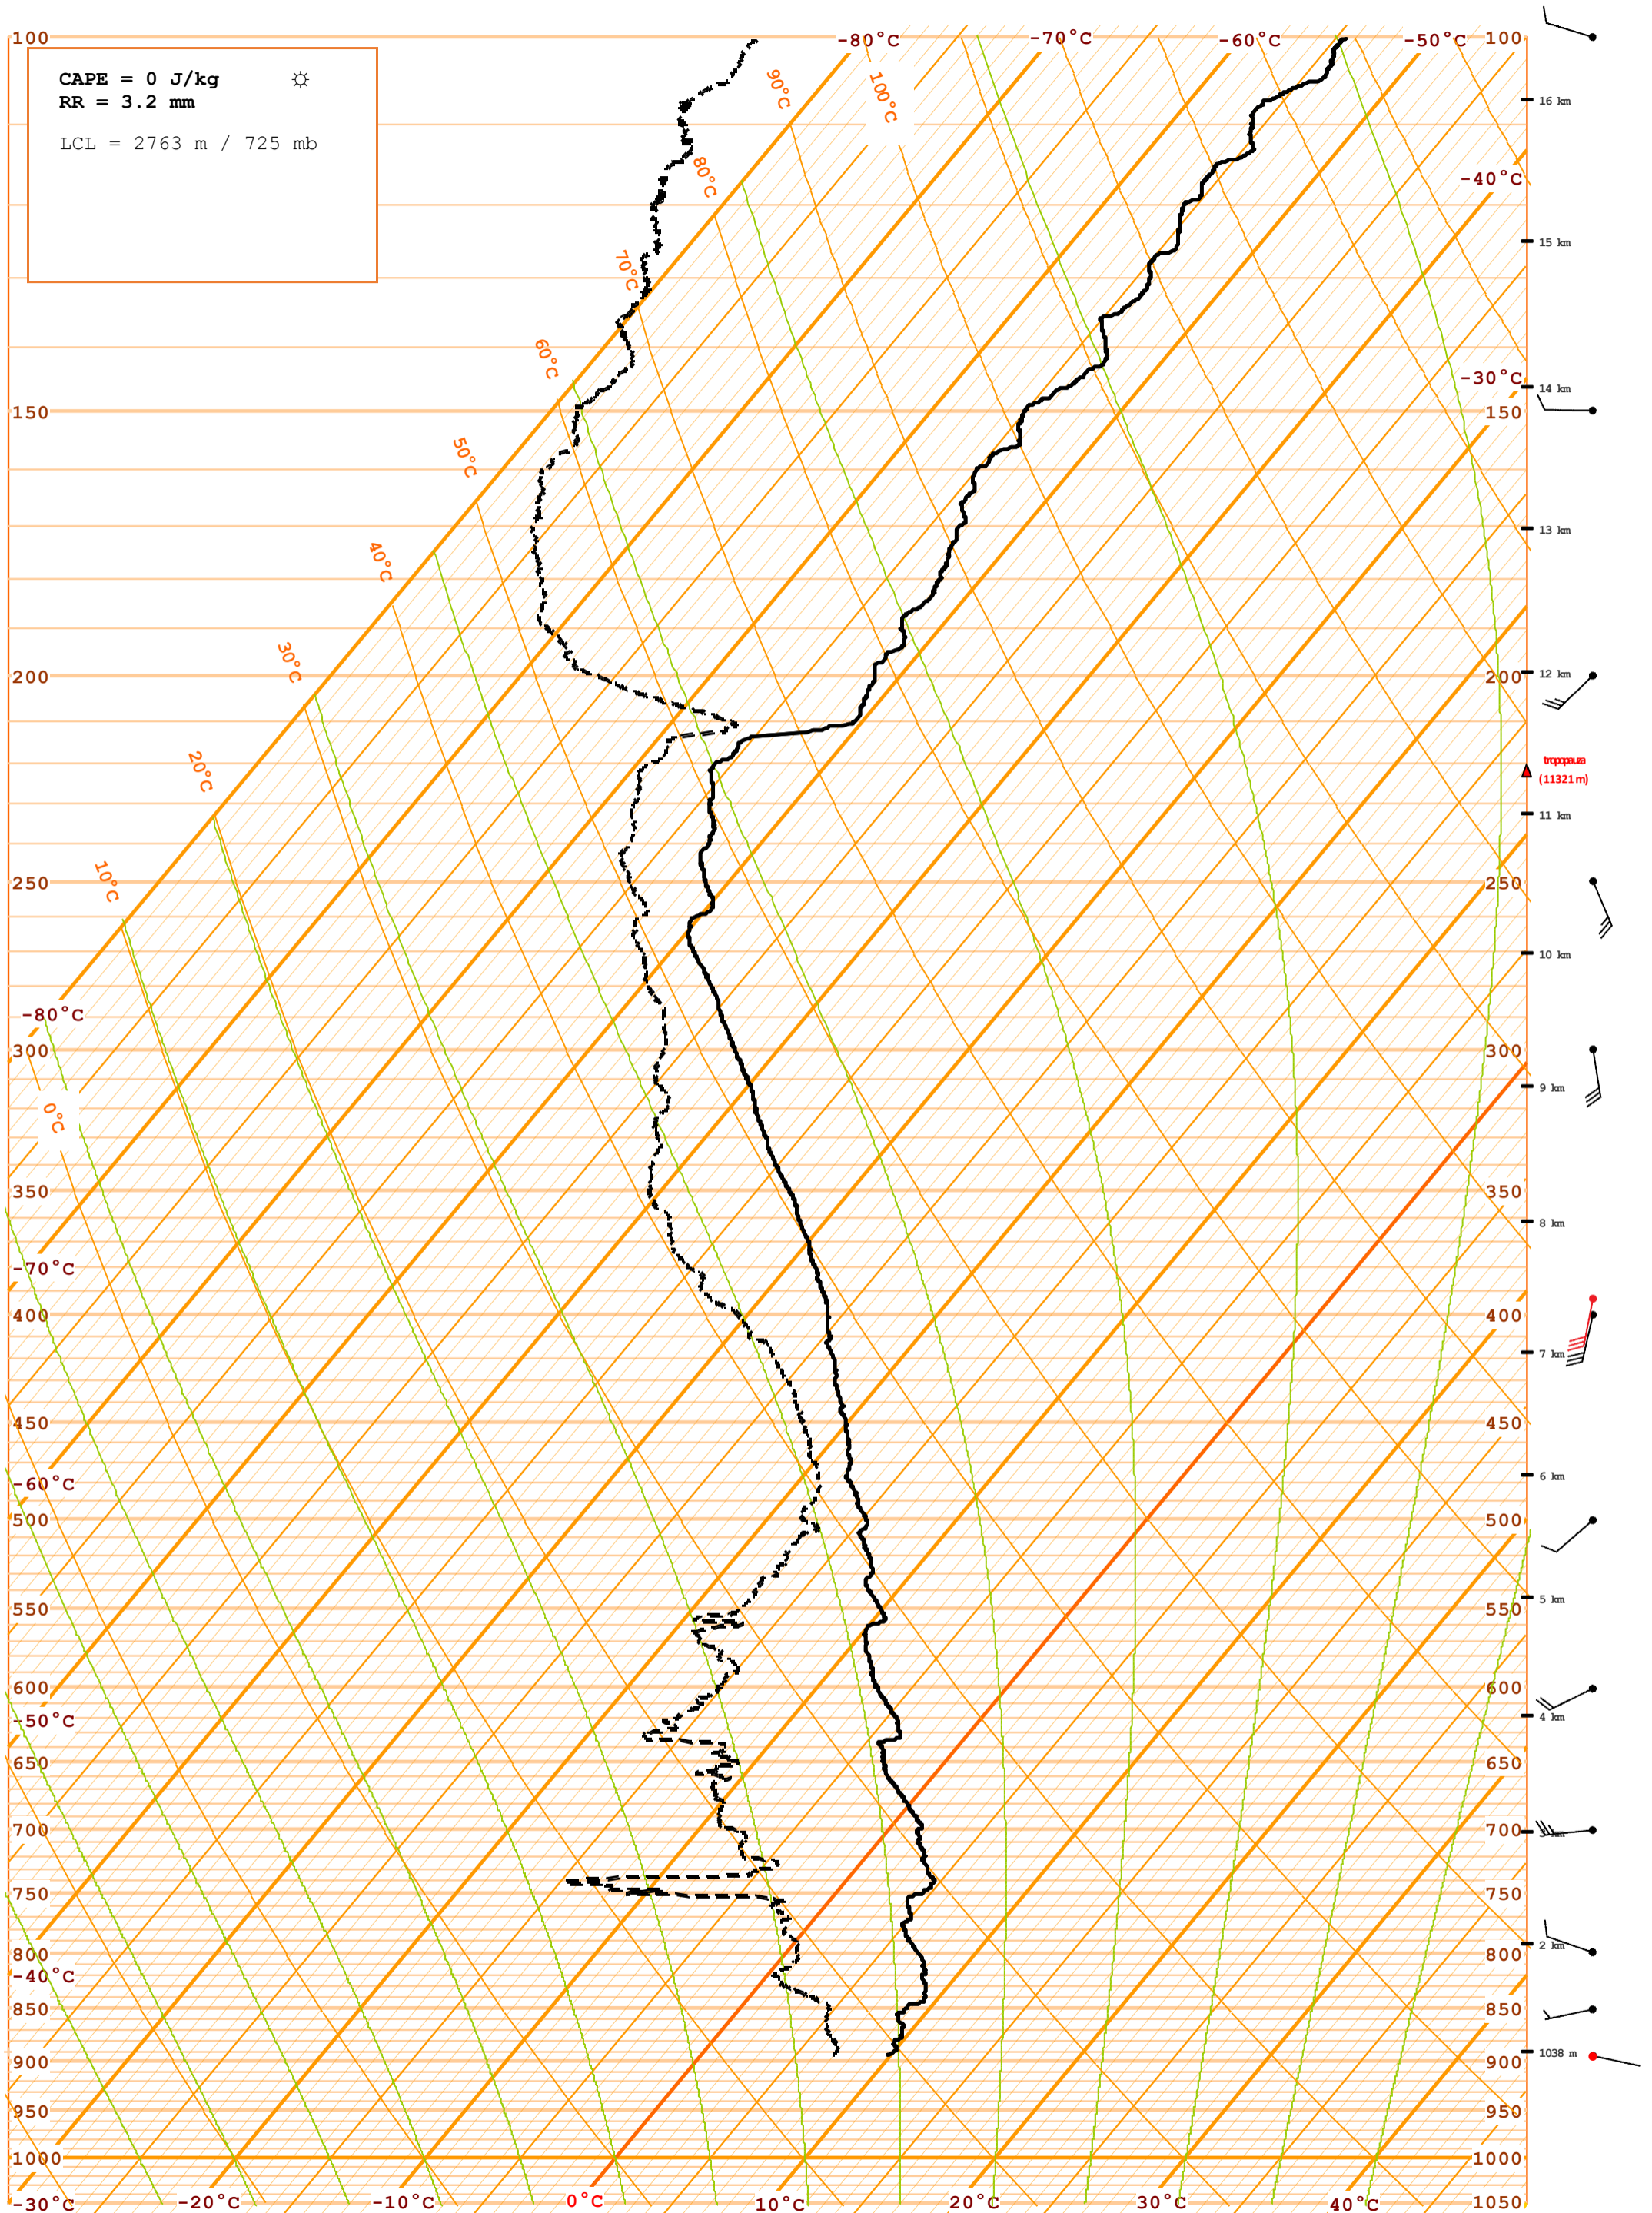 100 -80°C -70°C -60°C -50°C 100
CAPE = 0 J/kg ☼
RR = 3.2 mm
LCL = 2763 m / 725 mb
90°C 100°C
16 km
80°C
-40°C
15 km
70°C
60°C
-30°C
14 km
150 150
50°C
13 km
40°C
30°C
200 200
12 km
20°C
tropopauza
(11321 m)
11 km
10°C
250 250
10 km
-80°C
300 300
9 km
0°C
350 350
8 km
-70°C
400 400
7 km
450 450
6 km
-60°C
500 500
5 km
550 550
600 600
4 km
-50°C
650 650
700 700
750 750
2 km
800 800
-40°C
850 850
1038 m
900 900
950 950
1000 1000
-30°C -20°C -10°C 0°C 10°C 20°C 30°C 40°C 1050